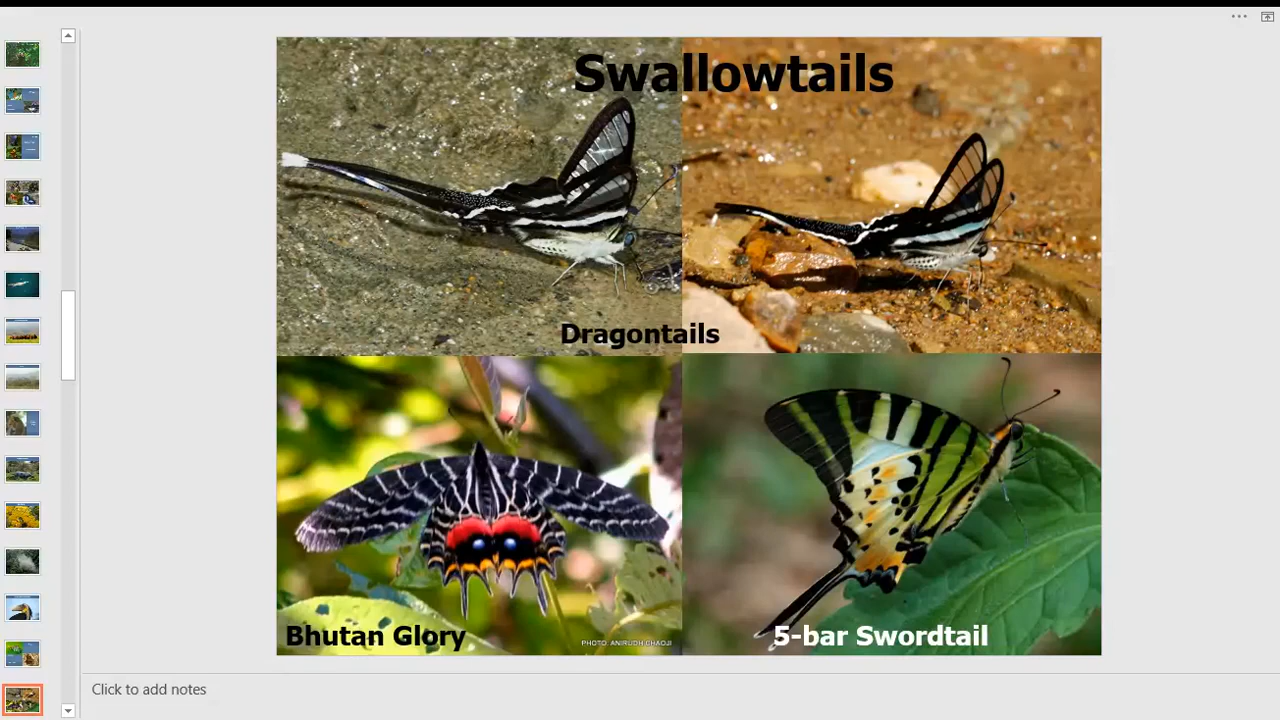 Swallowtails
Dragontails
Bhutan Glory
PHOTO: ANIRUDH CHAOJI
5-bar Swordtail
Click to add notes